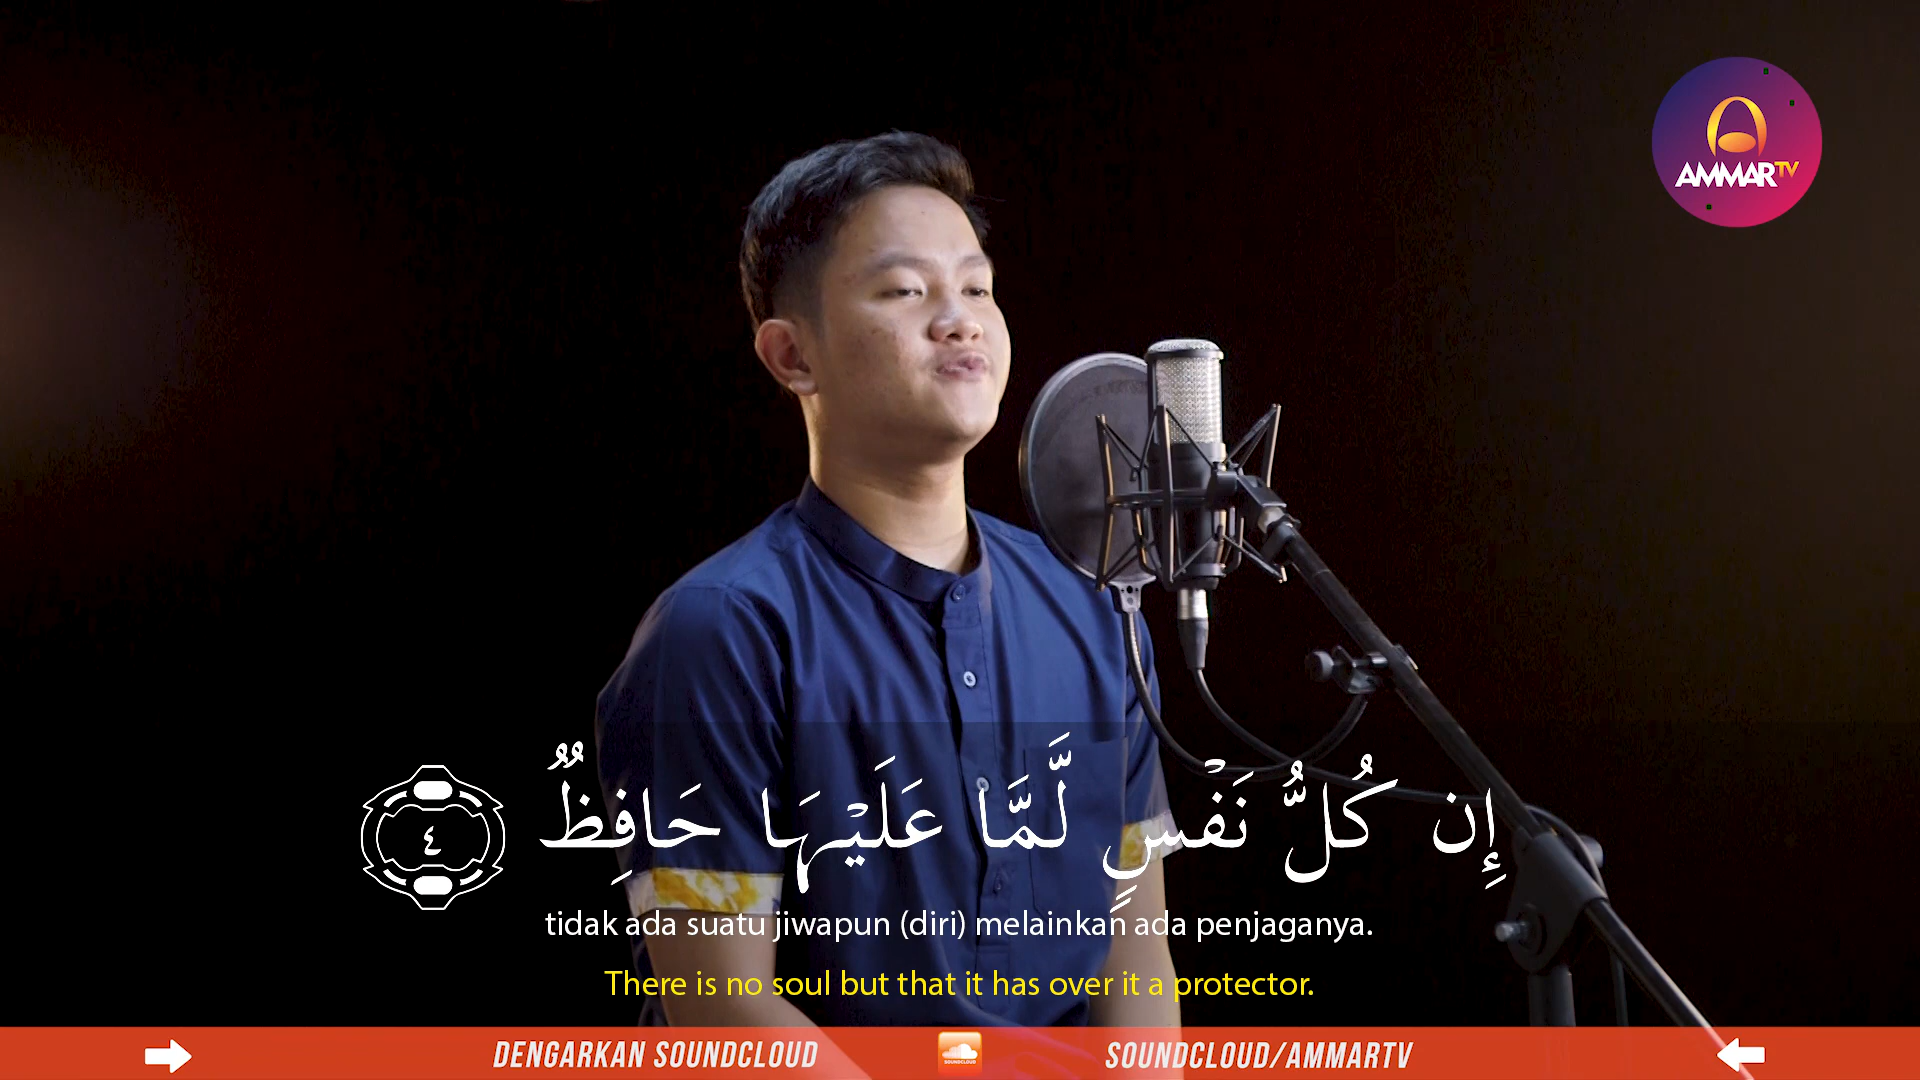 AMMARTV
إِن كُلُّ نَفْسٍ لَّمَّا عَلَيْهَا حَافِظٌ ٤
tidak ada suatu jiwapun (diri) melainkan ada penjaganya.
There is no soul but that it has over it a protector.
DENGARKAN SOUNDCLOUD SOUNDCLOUD SOUNDCLOUD/AMMARTV